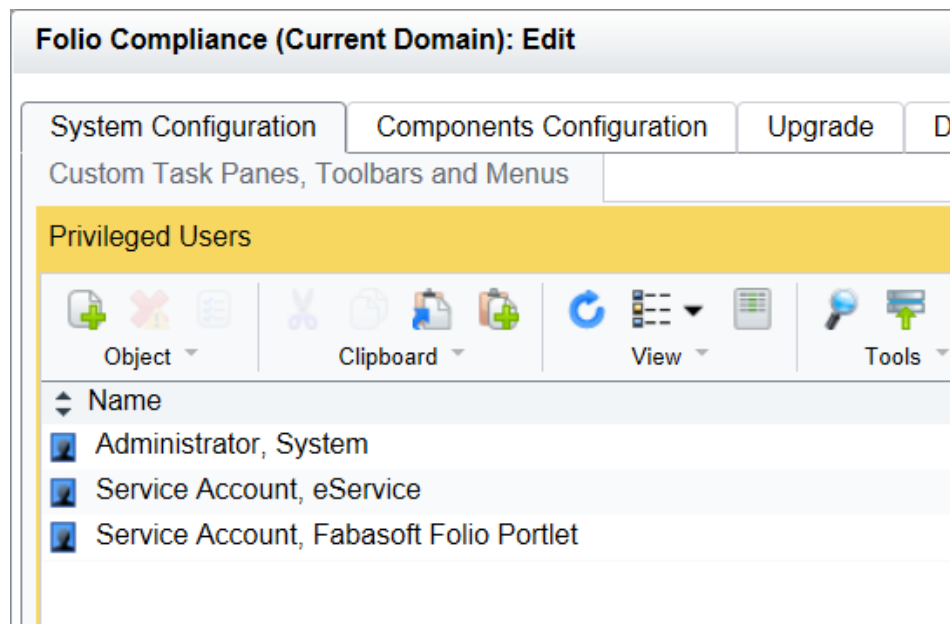 Folio Compliance (Current Domain): Edit
System Configuration Components Configuration Upgrade D
Custom Task Panes, Toolbars and Menus
Privileged Users
Object Clipboard View Tools
Name
Administrator, System
Service Account, eService
Service Account, Fabasoft Folio Portlet